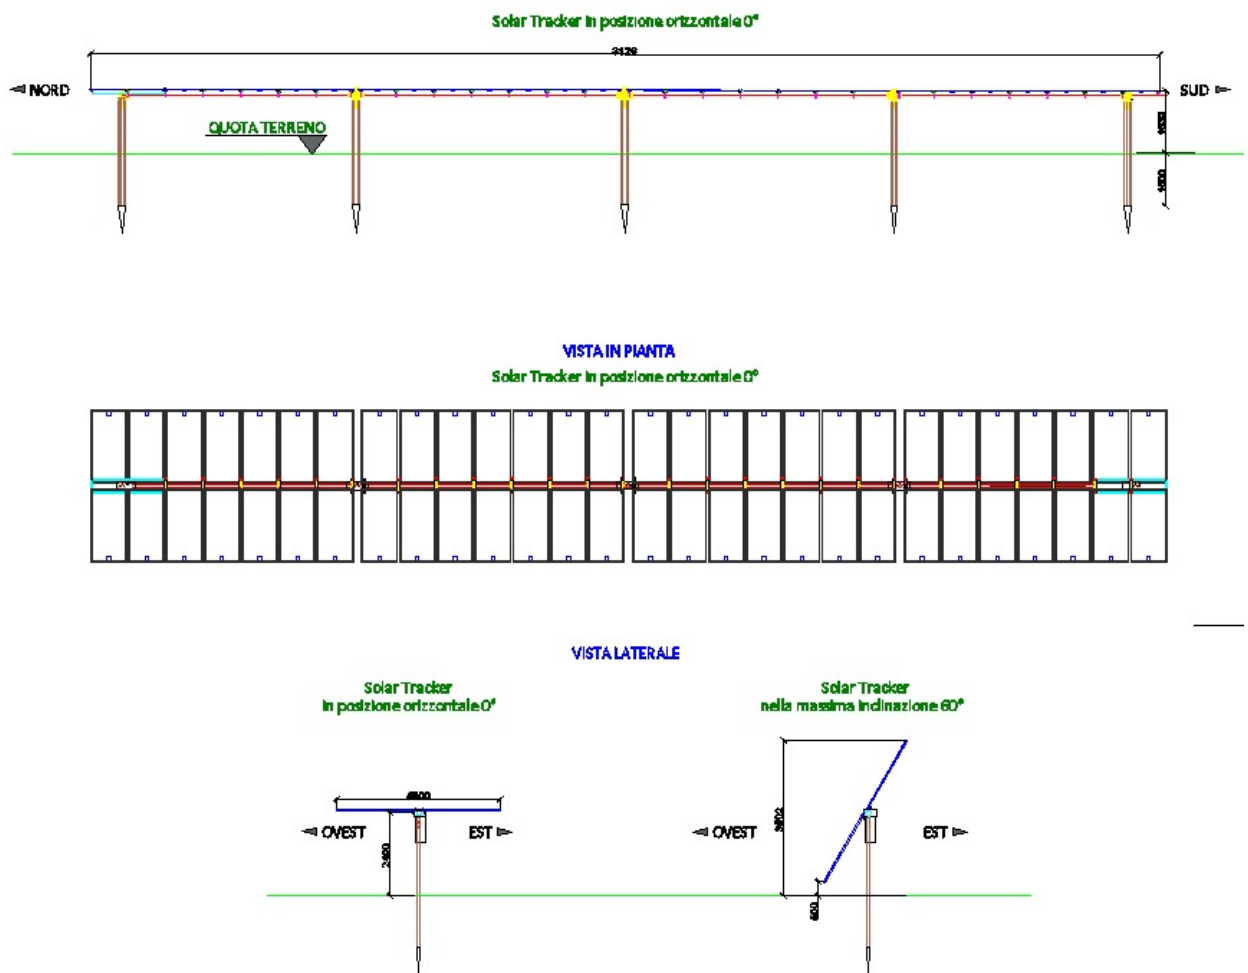 Solar Tracker in posizione orizzontale 0°
NORD
SUD
QUOTA TERRENO
VISTA IN PIANTA
Solar Tracker in posizione orizzontale 0°
VISTA LATERALE
Solar Tracker
in posizione orizzontale 0°
Solar Tracker
nella massima inclinazione 60°
OVEST
EST
OVEST
EST